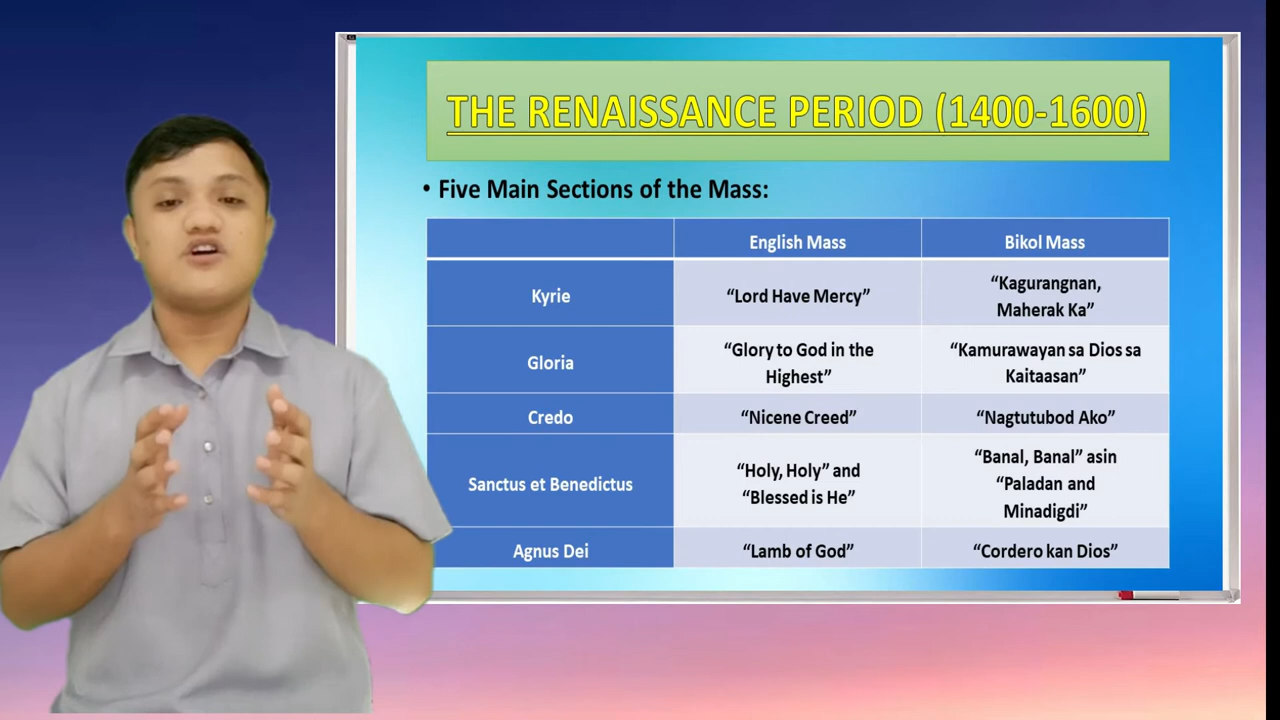 THE RENAISSANCE PERIOD (1400-1600)
• Five Main Sections of the Mass:
English Mass
Bikol Mass
Kyrie
“Lord Have Mercy”
“Kagurangnan,
Maherak Ka”
Gloria
“Glory to God in the
Highest”
“Kamurawayan sa Dios sa
Kaitaasan”
Credo
“Nicene Creed”
“Nagtutubod Ako”
Sanctus et Benedictus
“Holy, Holy” and
“Blessed is He”
“Banal, Banal” asin
“Paladan and
Minadigdi”
Agnus Dei
“Lamb of God”
“Cordero kan Dios”